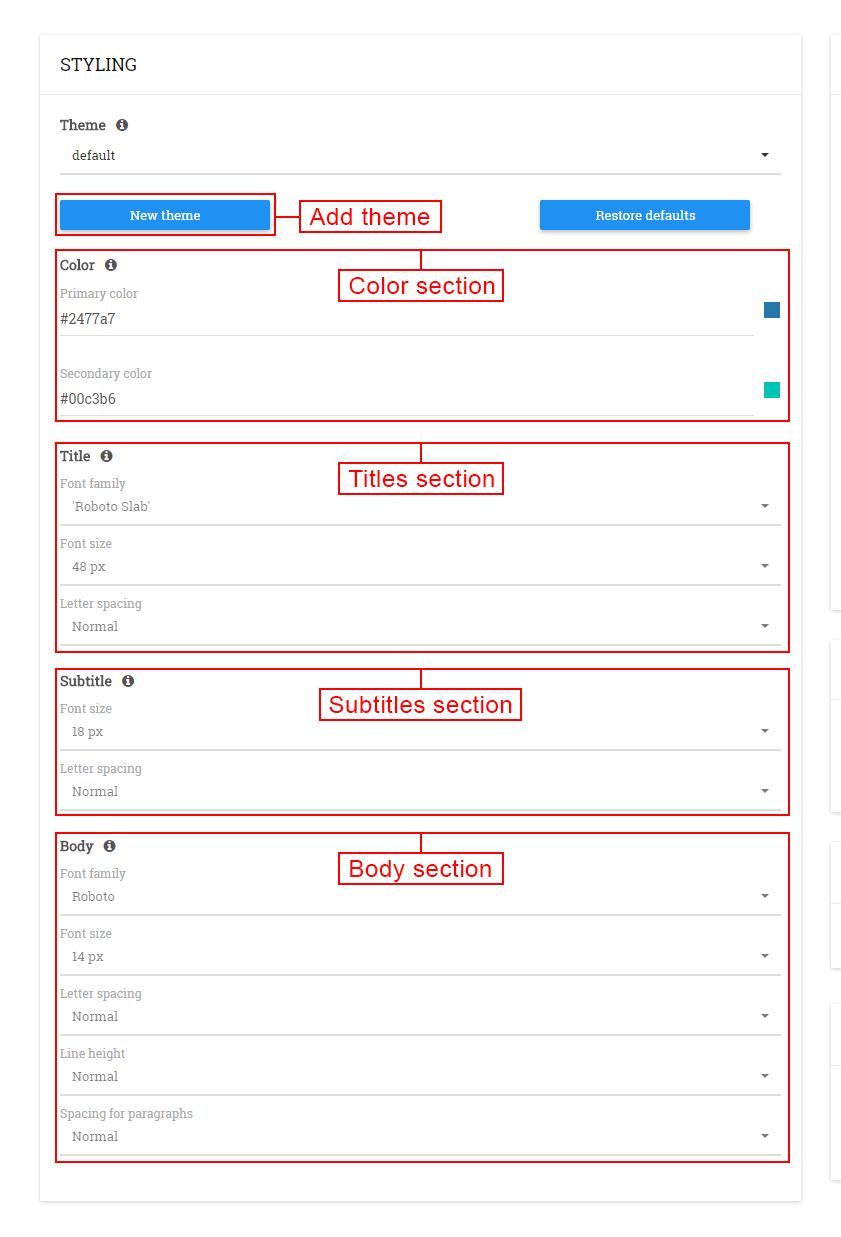 STYLING
Theme
default
New theme
Add theme
Restore defaults
Color
Color section
Primary color
#2477a7
Secondary color
#00c3b6
Title
Titles section
Font family
'Roboto Slab'
Font size
48 px
Letter spacing
Normal
Subtitle
Subtitles section
Font size
18 px
Letter spacing
Normal
Body
Body section
Font family
Roboto
Font size
14 px
Letter spacing
Normal
Line height
Normal
Spacing for paragraphs
Normal